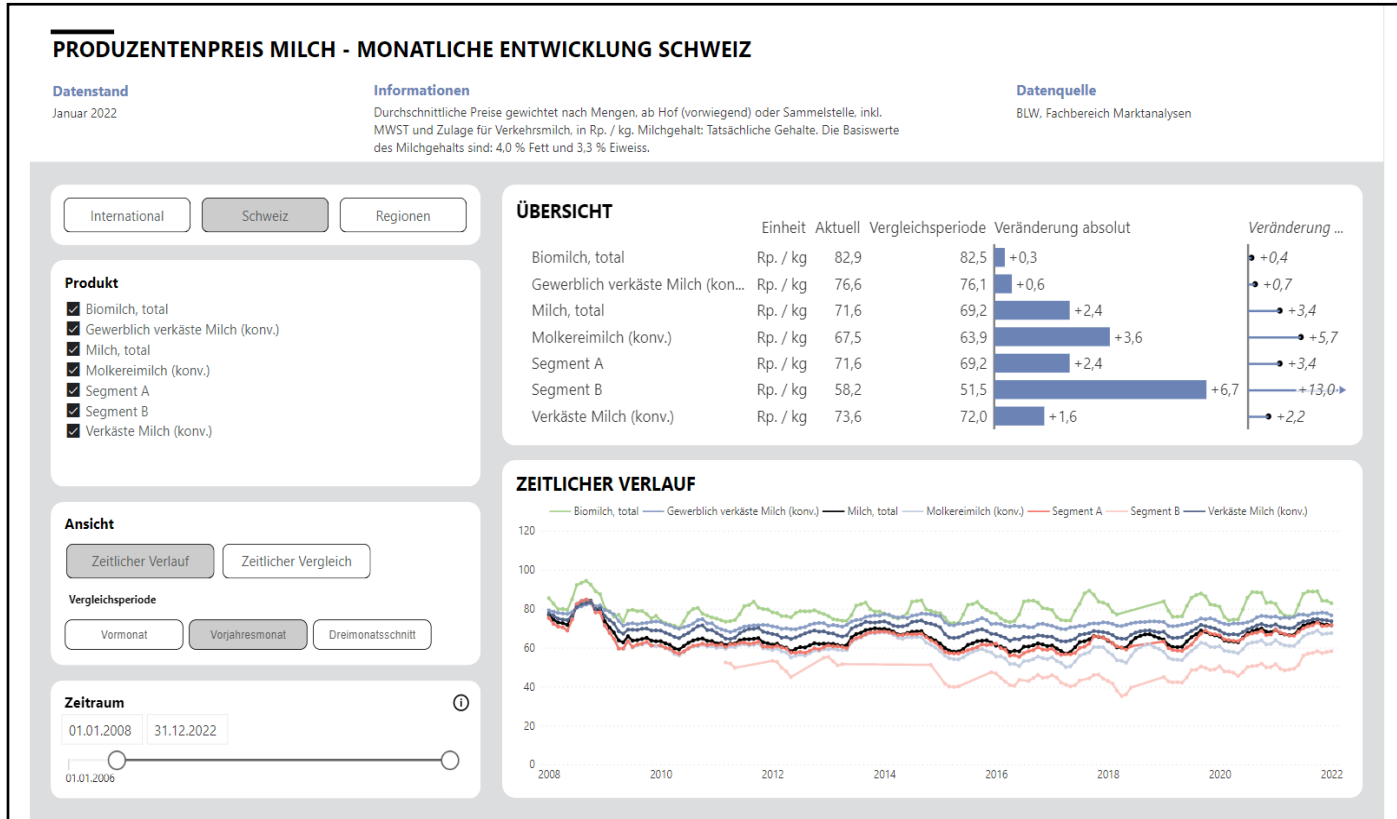 PRODUZENTENPREIS MILCH - MONATLICHE ENTWICKLUNG SCHWEIZ
Datenstand
Januar 2022
Informationen
Durchschnittliche Preise gewichtet nach Mengen, ab Hof (vorwiegend) oder Sammelstelle, inkl.
MWST und Zulage für Verkehrsmilch, in Rp. / kg. Milchgehalt: Tatsächliche Gehalte. Die Basiswerte
des Milchgehalts sind: 4,0 % Fett und 3,3 % Eiweiss.
Datenquelle
BLW, Fachbereich Marktanalysen
International Schweiz Regionen
Produkt
Biomilch, total
Gewerblich verkäste Milch (konv.)
Milch, total
Molkereimilch (konv.)
Segment A
Segment B
Verkäste Milch (konv.)
Ansicht
Zeitlicher Verlauf Zeitlicher Vergleich
Vergleichsperiode
Vormonat Vorjahresmonat Dreimonatsschnitt
Zeitraum
01.01.2008 31.12.2022
01.01.2006
ÜBERSICHT
Einheit Aktuell Vergleichsperiode Veränderung absolut Veränderung ...
Biomilch, total Rp. / kg 82,9 82,5 +0,3 +0,4
Gewerblich verkäste Milch (kon... Rp. / kg 76,6 76,1 +0,6 +0,7
Milch, total Rp. / kg 71,6 69,2 +2,4 +3,4
Molkereimilch (konv.) Rp. / kg 67,5 63,9 +3,6 +5,7
Segment A Rp. / kg 71,6 69,2 +2,4 +3,4
Segment B Rp. / kg 58,2 51,5 +6,7 +13,0
Verkäste Milch (konv.) Rp. / kg 73,6 72,0 +1,6 +2,2
ZEITLICHER VERLAUF
Biomilch, total Gewerblich verkäste Milch (konv.) Milch, total Molkereimilch (konv.) Segment A Segment B Verkäste Milch (konv.)
120
100
80
60
40
20
0
2008 2010 2012 2014 2016 2018 2020 2022